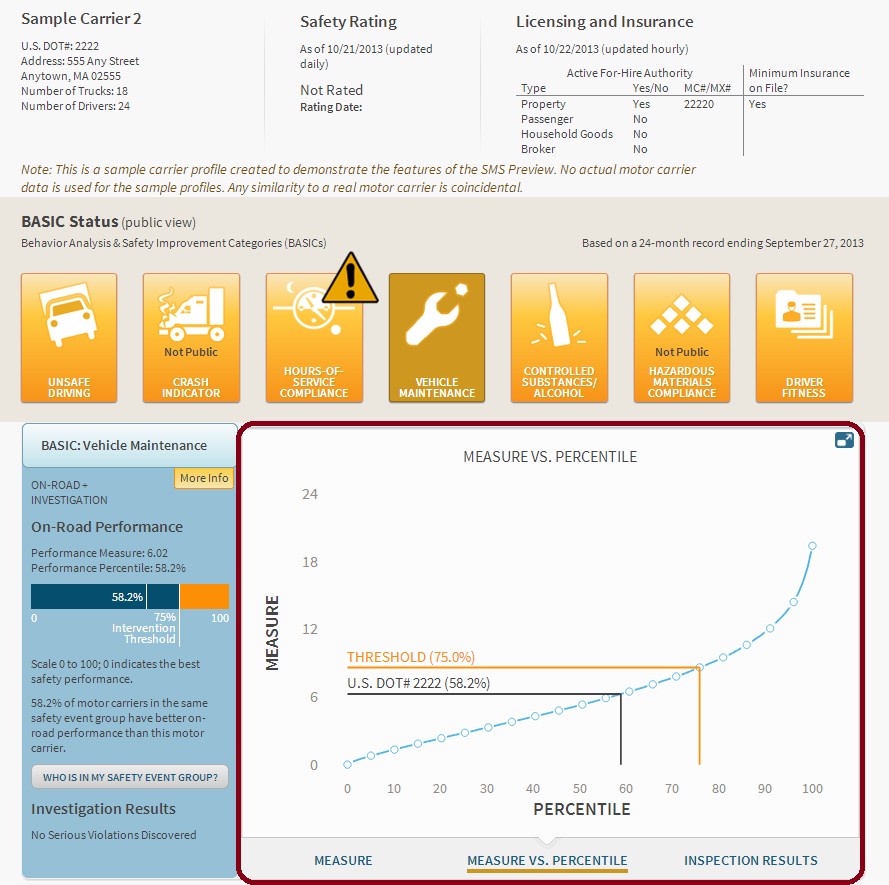 Sample Carrier 2
U.S. DOT#: 2222
Address: 555 Any Street
Anytown, MA 02555
Number of Trucks: 18
Number of Drivers: 24
Safety Rating
As of 10/21/2013 (updated
daily)
Not Rated
Rating Date:
Licensing and Insurance
As of 10/22/2013 (updated hourly)
Active For-Hire Authority
Minimum Insurance
Type Yes/No MC#/MX# on File?
Property Yes 22220 Yes
Passenger No
Household Goods No
Broker No
Note: This is a sample carrier profile created to demonstrate the features of the SMS Preview. No actual motor carrier
data is used for the sample profiles. Any similarity to a real motor carrier is coincidental.
BASIC Status (public view)
Behavior Analysis & Safety Improvement Categories (BASICs)
Based on a 24-month record ending September 27, 2013
UNSAFE
DRIVING
Not Public
CRASH
INDICATOR
!
HOURS-OF-
SERVICE
COMPLIANCE
VEHICLE
MAINTENANCE
CONTROLLED
SUBSTANCES/
ALCOHOL
Not Public
HAZARDOUS
MATERIALS
COMPLIANCE
DRIVER
FITNESS
BASIC: Vehicle Maintenance
More Info
ON-ROAD +
INVESTIGATION
On-Road Performance
Performance Measure: 6.02
Performance Percentile: 58.2%
58.2%
0 75% 100
Intervention
Threshold
Scale 0 to 100; 0 indicates the best
safety performance.
58.2% of motor carriers in the same
safety event group have better on-
road performance than this motor
carrier.
WHO IS IN MY SAFETY EVENT GROUP?
Investigation Results
No Serious Violations Discovered
MEASURE VS. PERCENTILE
24
18
12
6
0
MEASURE
THRESHOLD (75.0%)
U.S. DOT# 2222 (58.2%)
0 10 20 30 40 50 60 70 80 90 100
PERCENTILE
MEASURE MEASURE VS. PERCENTILE INSPECTION RESULTS